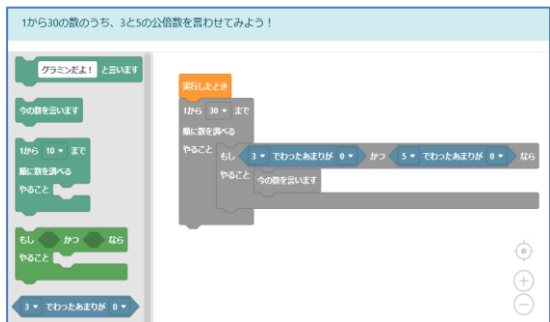 1から30の数のうち、3と5の公倍数を言わせてみよう！
グラミンだよ！ と言います
今の数を言います
1から 10 まで
順に数を調べる
やること
もし かつ なら
やること
3 でわったあまりが 0
実行したとき
1から 30 まで
順に数を調べる
やること
もし 3 でわったあまりが 0 かつ 5 でわったあまりが 0 なら
やること 今の数を言います